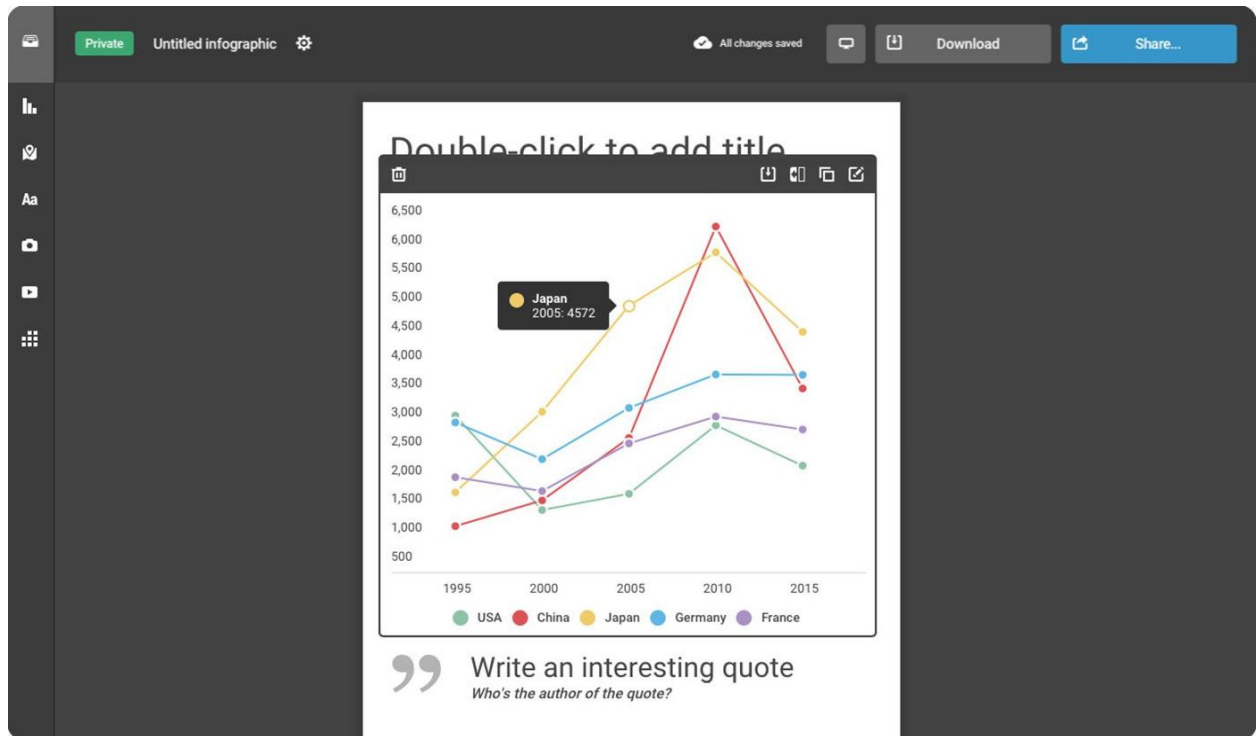 Private Untitled infographic All changes saved Download Share...
Aa
Double-click to add title
6,500
6,000
5,500
5,000
Japan
2005: 4572
4,500
4,000
3,500
3,000
2,500
2,000
1,500
1,000
500
1995 2000 2005 2010 2015
USA China Japan Germany France
Write an interesting quote
Who's the author of the quote?